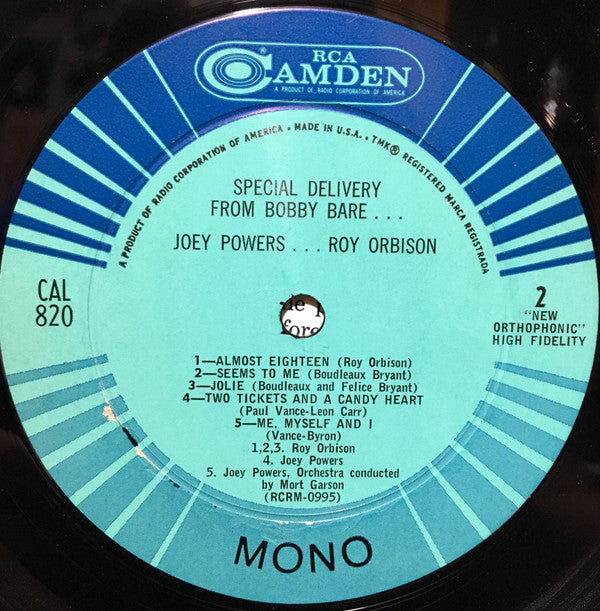 RCA
CAMDEN
®
A PRODUCT OF RADIO CORPORATION OF AMERICA
A PRODUCT OF RADIO CORPORATION OF AMERICA • MADE IN U.S.A. • TMK® REGISTERED MARCA REGISTRADA
SPECIAL DELIVERY
FROM BOBBY BARE . . .
JOEY POWERS . . . ROY ORBISON
CAL
820
2
"NEW
ORTHOPHONIC"
HIGH FIDELITY
1—ALMOST EIGHTEEN (Roy Orbison)
2—SEEMS TO ME (Boudleaux Bryant)
3—JOLIE (Boudleaux and Felice Bryant)
4—TWO TICKETS AND A CANDY HEART
(Paul Vance-Leon Carr)
5—ME, MYSELF AND I
(Vance-Byron)
1,2,3. Roy Orbison
4. Joey Powers
5. Joey Powers, Orchestra conducted
by Mort Garson
(RCRM-0995)
MONO